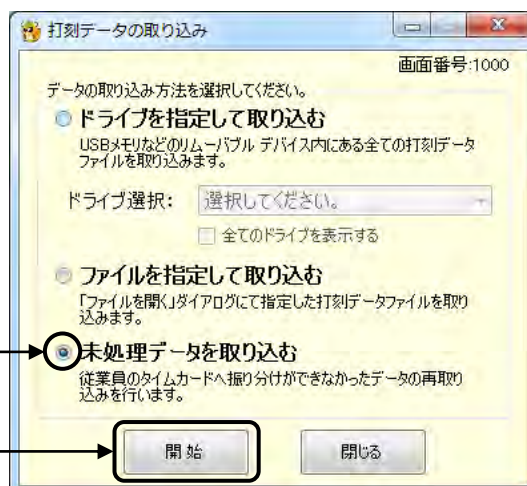 打刻データの取り込み
画面番号:1000
データの取り込み方法を選択してください。
ドライブを指定して取り込む
USBメモリなどのリムーバブル デバイス内にある全ての打刻データ
ファイルを取り込みます。
ドライブ選択: 選択してください。
全てのドライブを表示する
ファイルを指定して取り込む
「ファイルを開く」ダイアログにて指定した打刻データファイルを取り
込みます。
未処理データを取り込む
従業員のタイムカードへ振り分けができなかったデータの再取り
込みを行います。
開始 閉じる